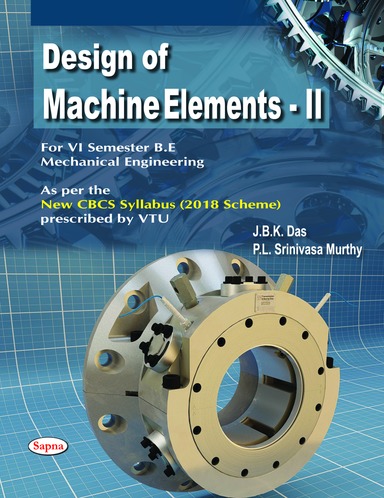 Design of
Machine Elements - II
For VI Semester B.E
Mechanical Engineering
As per the
New CBCS Syllabus (2018 Scheme)
prescribed by VTU
J.B.K. Das
P.L. Srinivasa Murthy
Sapna